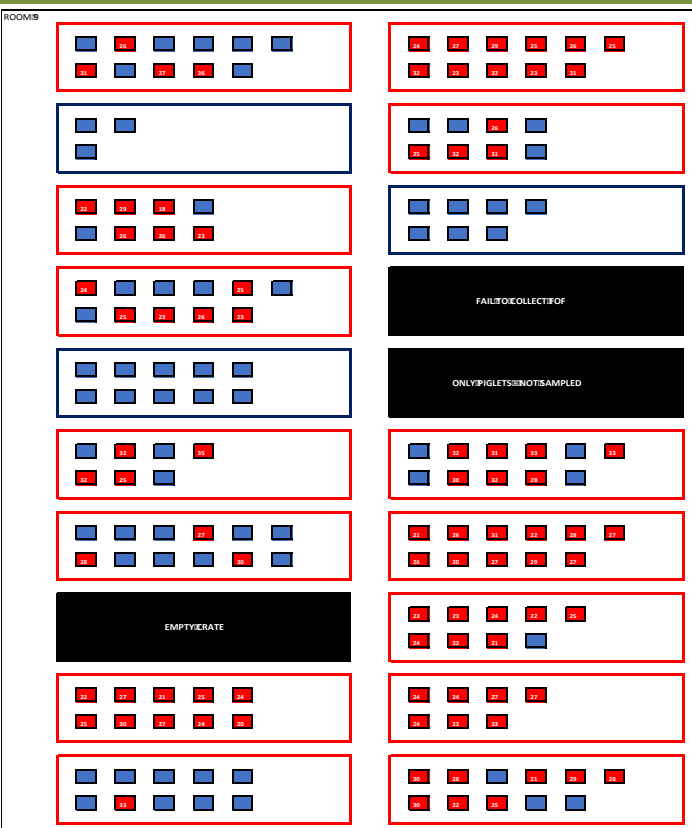 ROOM 9
26
31 27 36
24 27 29 25 26 25
32 23 32 23 31
26
25 32 31
22 29 18
26 26 23
24 25
25 23 26 23
FAIL TO COLLECT FOF
ONLY PIGLETS NOT SAMPLED
32 35
32 25
32 31 33 33
30 32 28
27
28 30
21 26 31 22 28 27
26 20 27 29 27
EMPTY CRATE
23 23 24 22 25
24 33 21
22 27 21 25 24
25 30 27 24 30
24 24 27 27
24 23 33
33
30 28 21 29 28
30 22 25